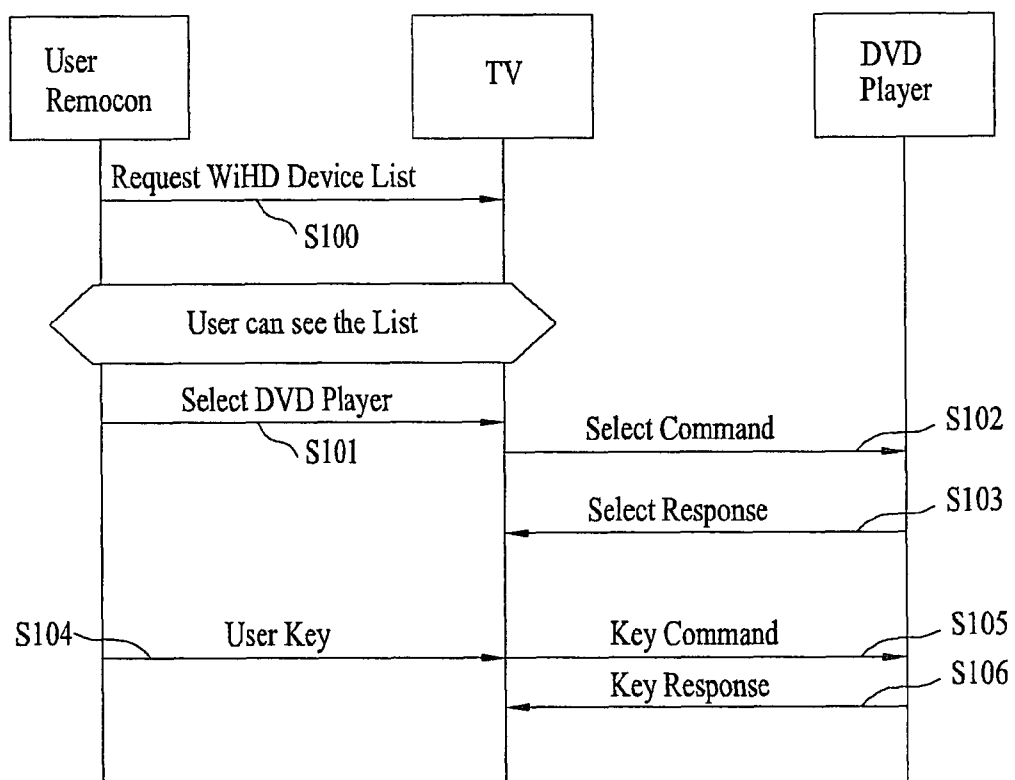 User
Remocon
TV
DVD
Player
Request WiHD Device List
S100
User can see the List
Select DVD Player
S101
Select Command
S102
Select Response
S103
S104
User Key
Key Command
S105
Key Response
S106